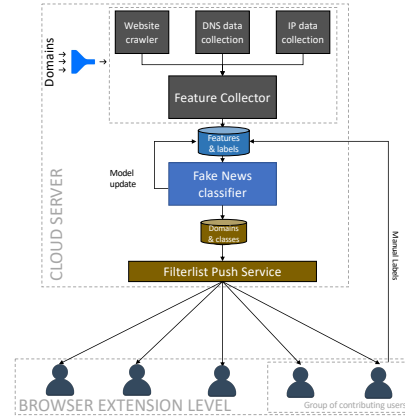 Website
crawler
DNS data
collection
IP data
collection
Domains
Feature Collector
Features
& labels
Model
update
Fake News
classifier
Domains
& classes
Filterlist Push Service
CLOUD SERVER
Manual Labels
BROWSER EXTENSION LEVEL
Group of contributing users